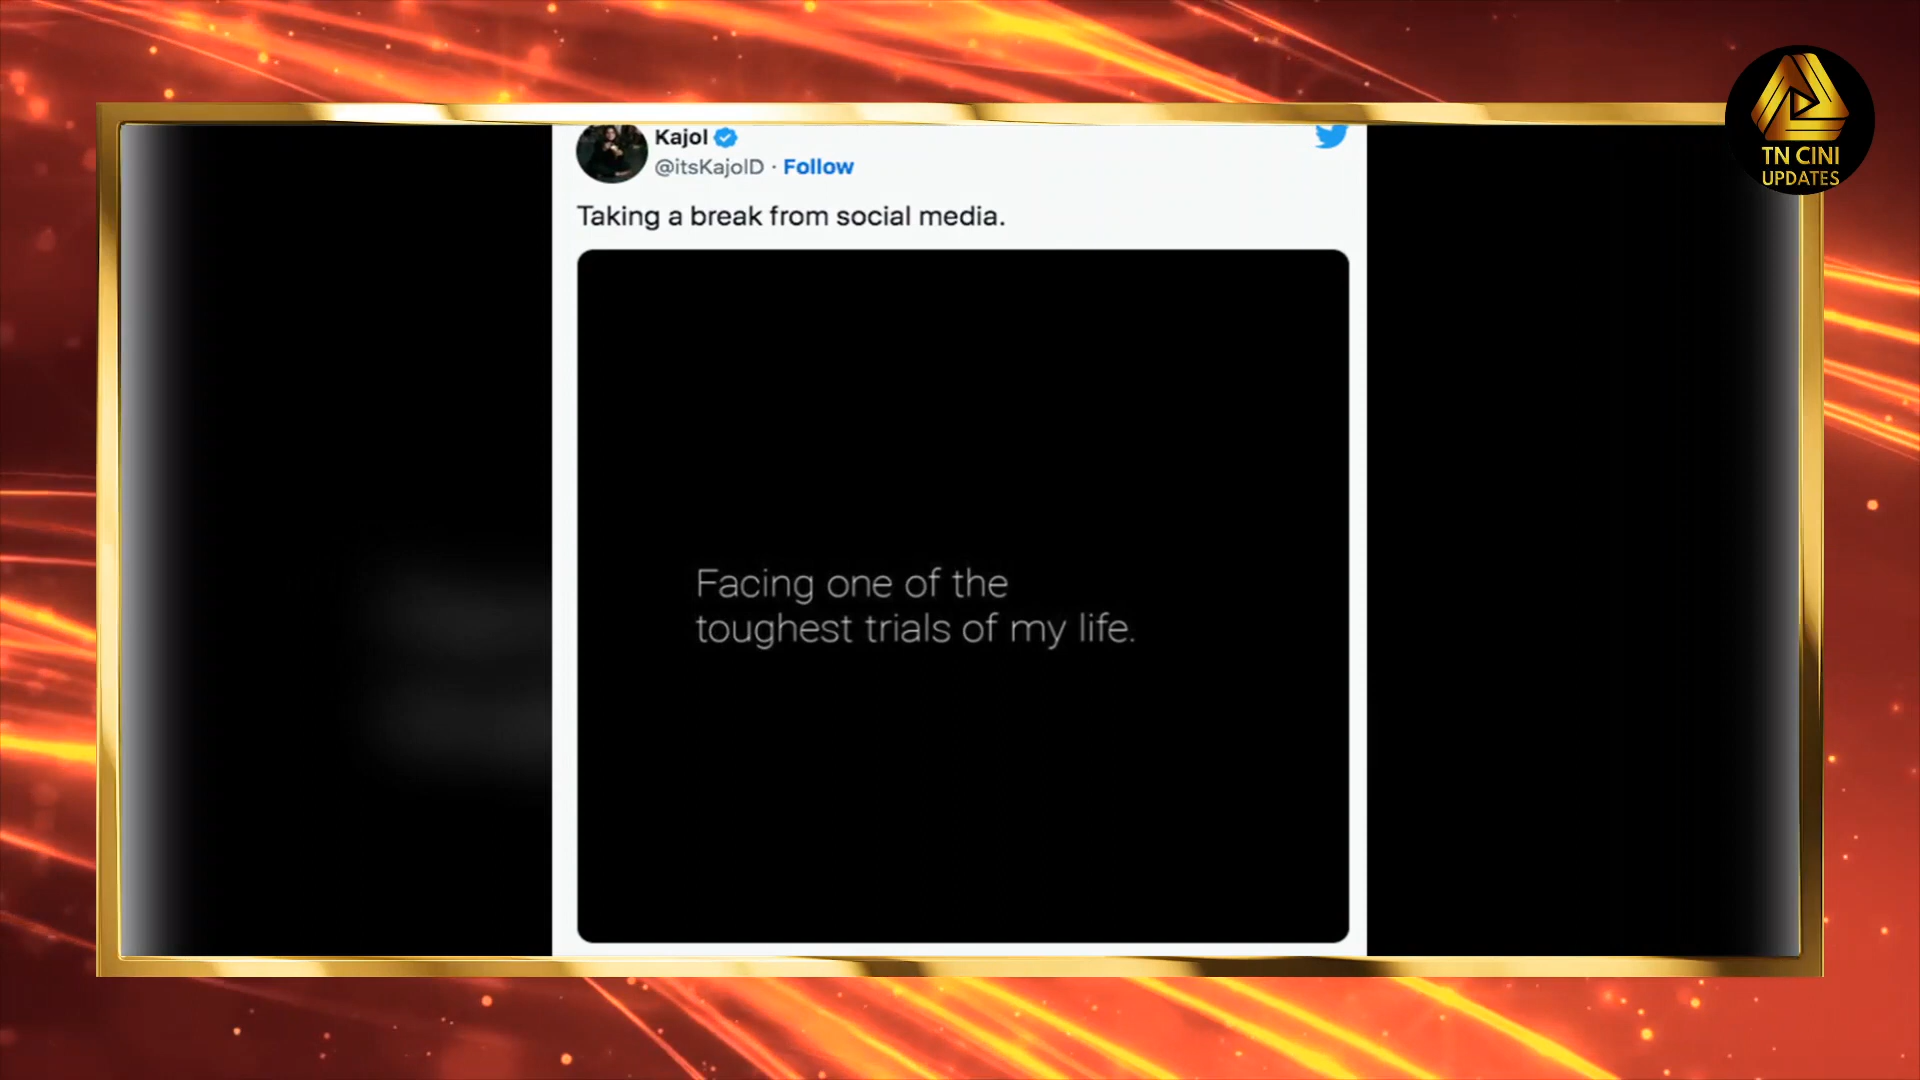 Kajol
@itsKajolD · Follow
Taking a break from social media.
Facing one of the
toughest trials of my life.
TN CINI
UPDATES